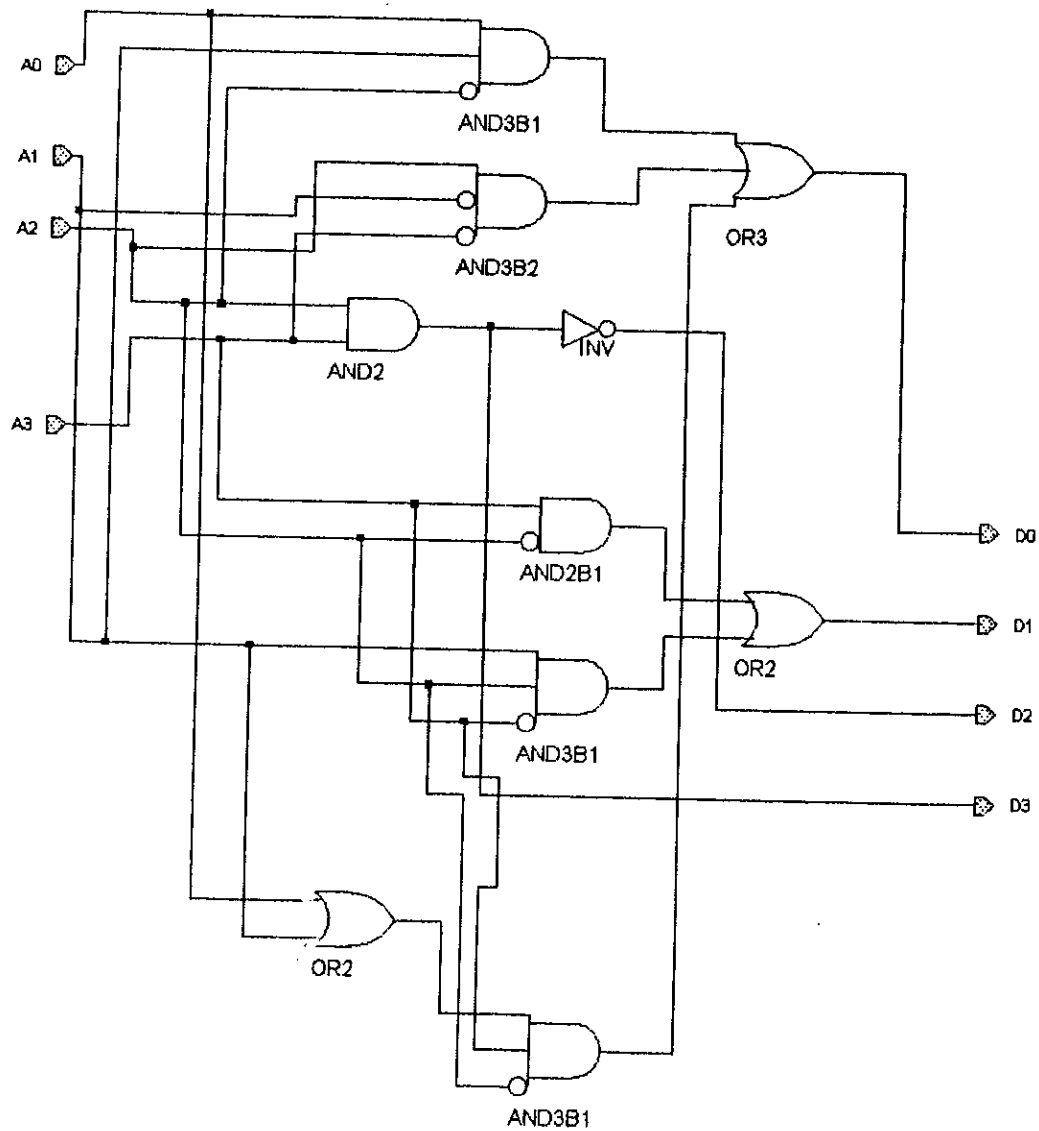 A0
AND3B1
A1
A2
OR3
AND3B2
INV
AND2
A3
D0
AND2B1
D1
OR2
D2
AND3B1
D3
OR2
AND3B1